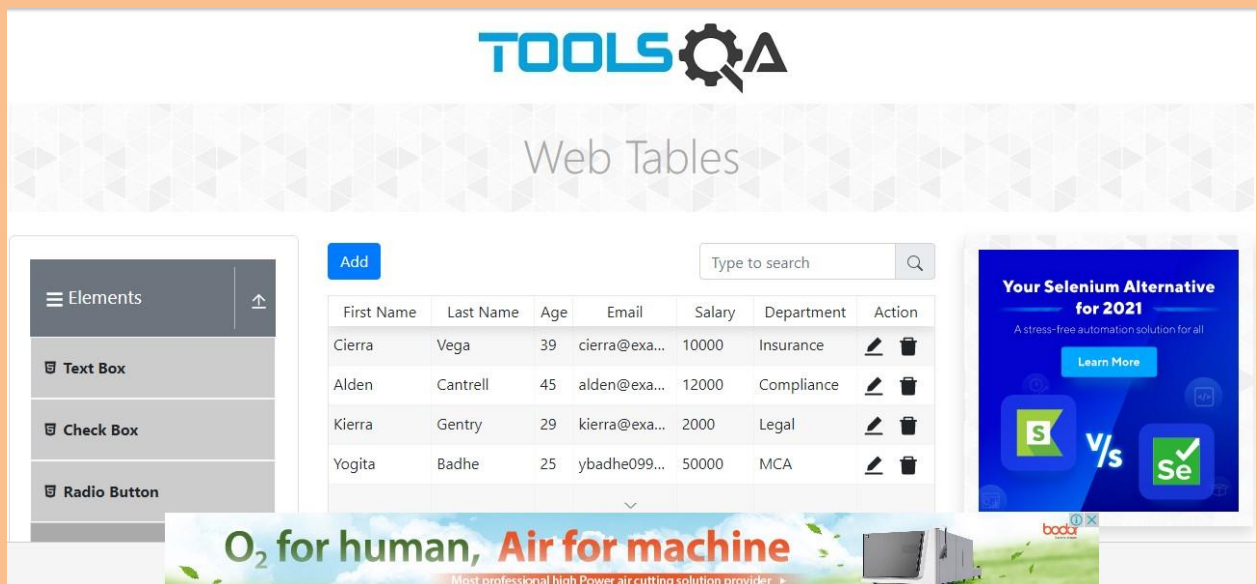 TOOLSQA
Web Tables
Add
Type to search
Elements
Text Box
Check Box
Radio Button
First Name Last Name Age Email Salary Department Action
Cierra Vega 39 cierra@exa... 10000 Insurance
Alden Cantrell 45 alden@exa... 12000 Compliance
Kierra Gentry 29 kierra@exa... 2000 Legal
Yogita Badhe 25 ybadhe099... 50000 MCA
Your Selenium Alternative
for 2021
A stress-free automation solution for all
Learn More
S
V/s
Se
O₂ for human, Air for machine
Most professional high Power air cutting solution provider
bodor